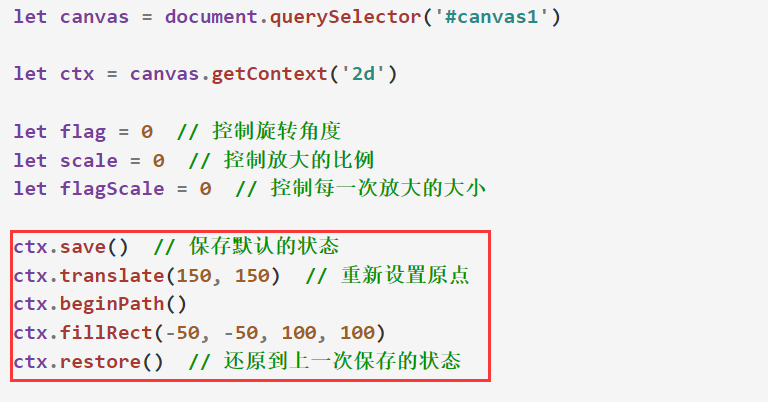 let canvas = document.querySelector('#canvas1')
let ctx = canvas.getContext('2d')
let flag = 0  // 控制旋转角度
let scale = 0  // 控制放大的比例
let flagScale = 0  // 控制每一次放大的大小
ctx.save()  // 保存默认的状态
ctx.translate(150, 150)  // 重新设置原点
ctx.beginPath()
ctx.fillRect(-50, -50, 100, 100)
ctx.restore()  // 还原到上一次保存的状态